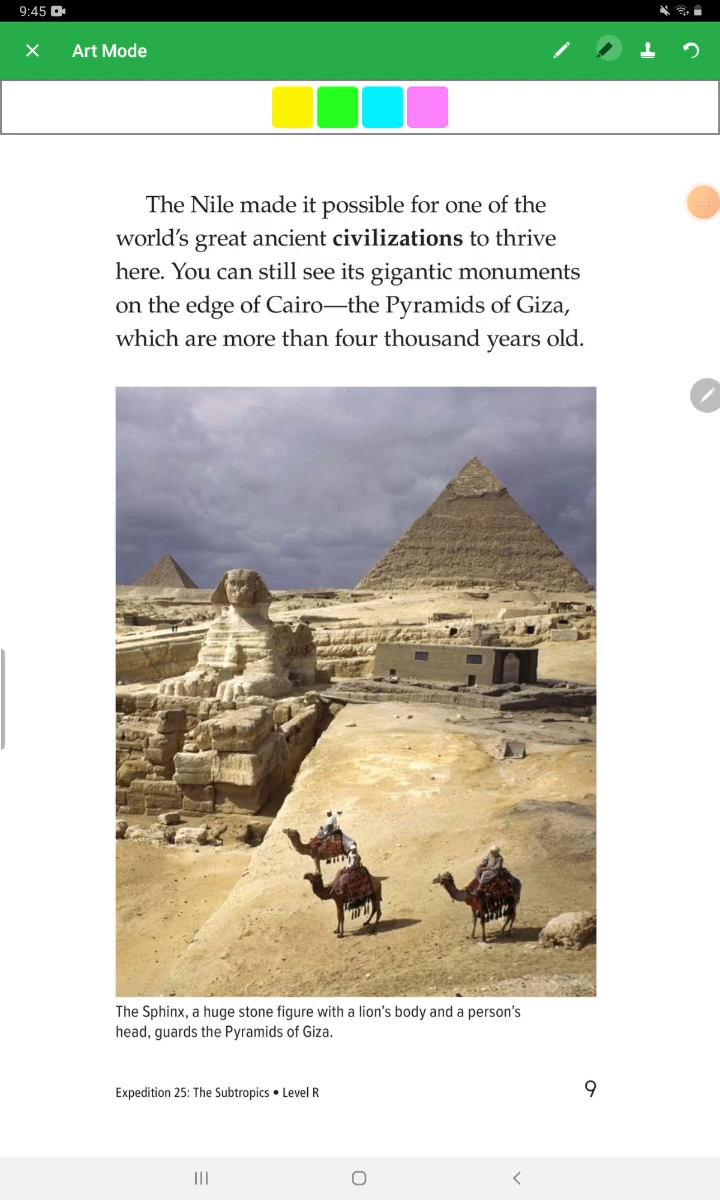 9:45
Art Mode
The Nile made it possible for one of the
world’s great ancient civilizations to thrive
here. You can still see its gigantic monuments
on the edge of Cairo—the Pyramids of Giza,
which are more than four thousand years old.
The Sphinx, a huge stone figure with a lion’s body and a person’s
head, guards the Pyramids of Giza.
Expedition 25: The Subtropics • Level R
9